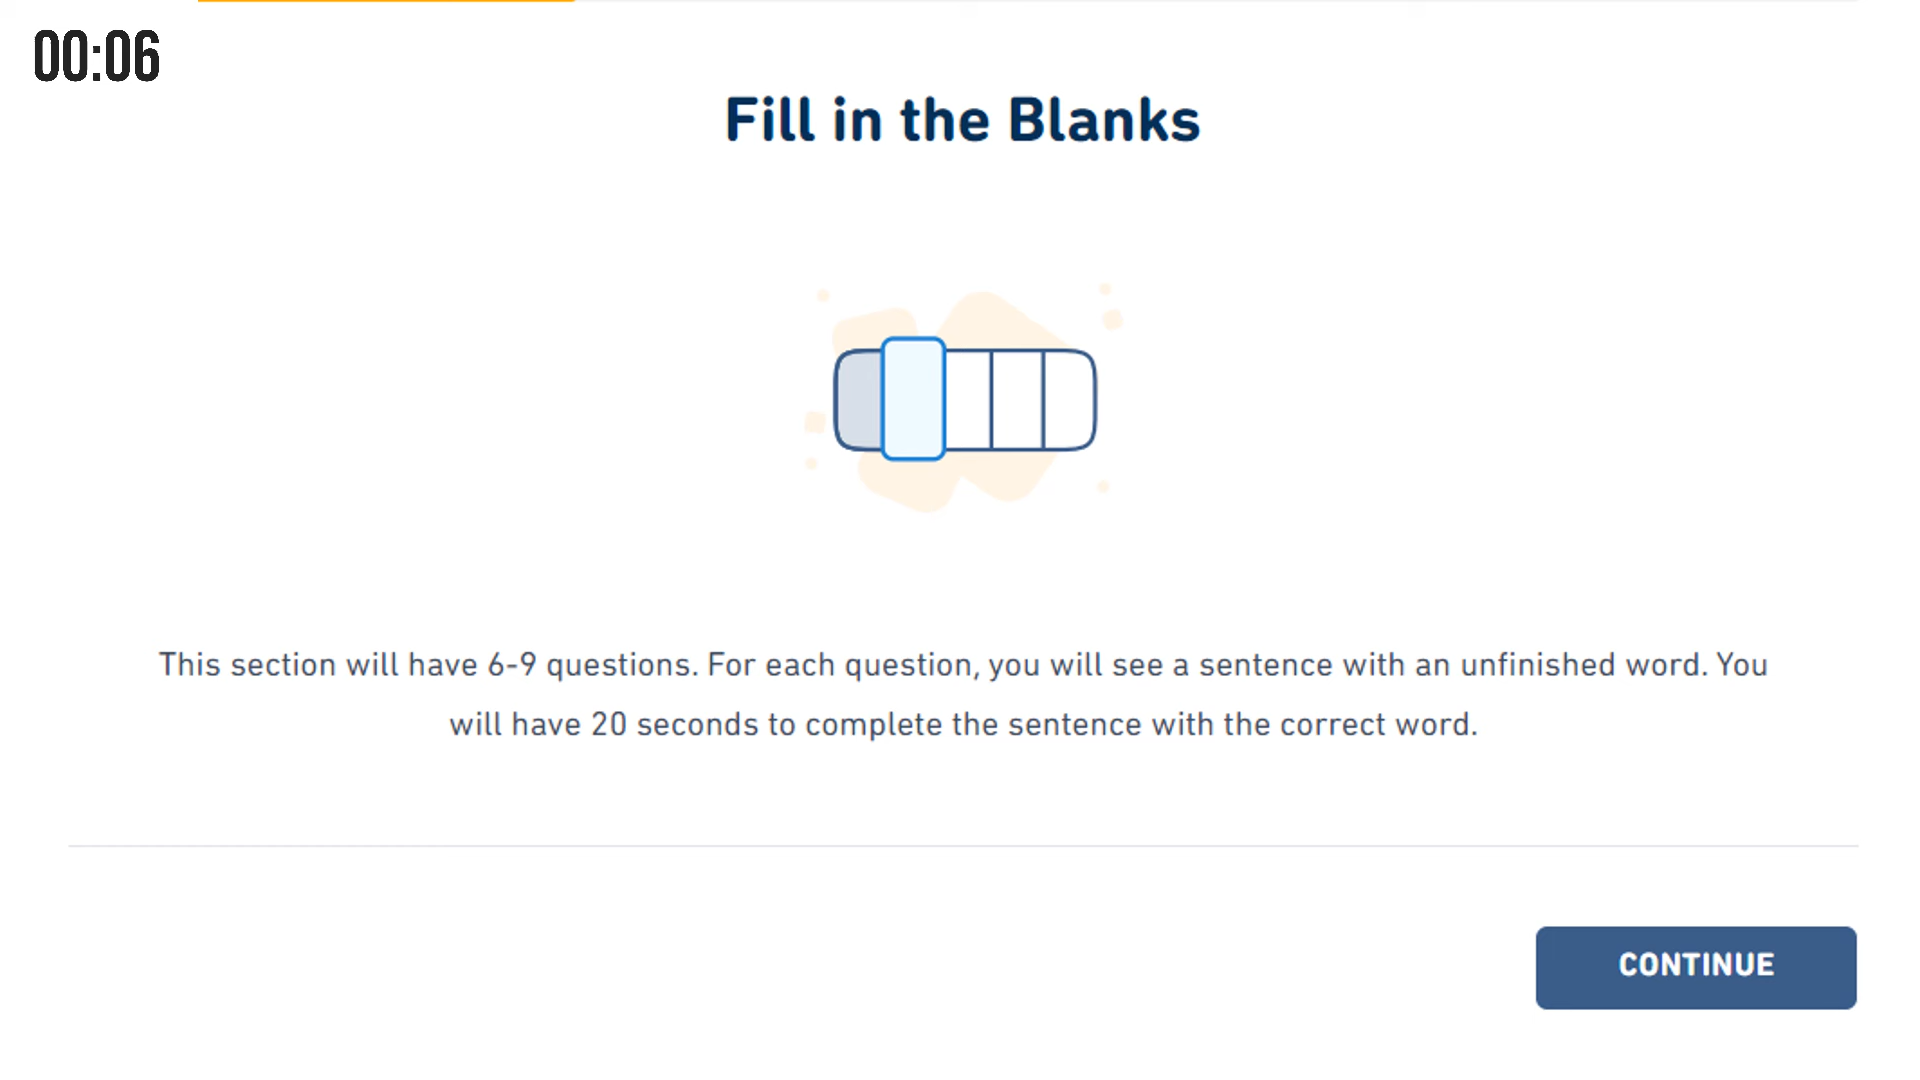 00:06
Fill in the Blanks
This section will have 6-9 questions. For each question, you will see a sentence with an unfinished word. You
will have 20 seconds to complete the sentence with the correct word.
CONTINUE